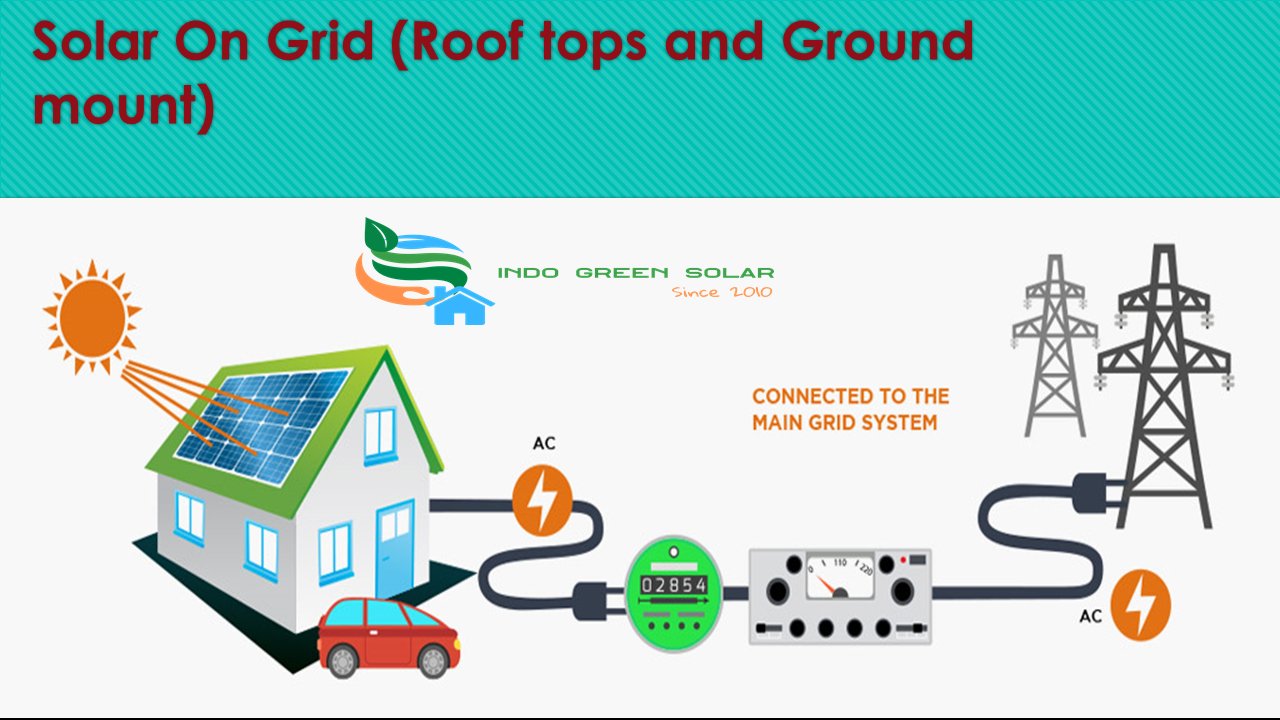 Solar On Grid (Roof tops and Ground
mount)
INDO GREEN SOLAR
Since 2010
CONNECTED TO THE
MAIN GRID SYSTEM
AC
02854
0 110 220
AC